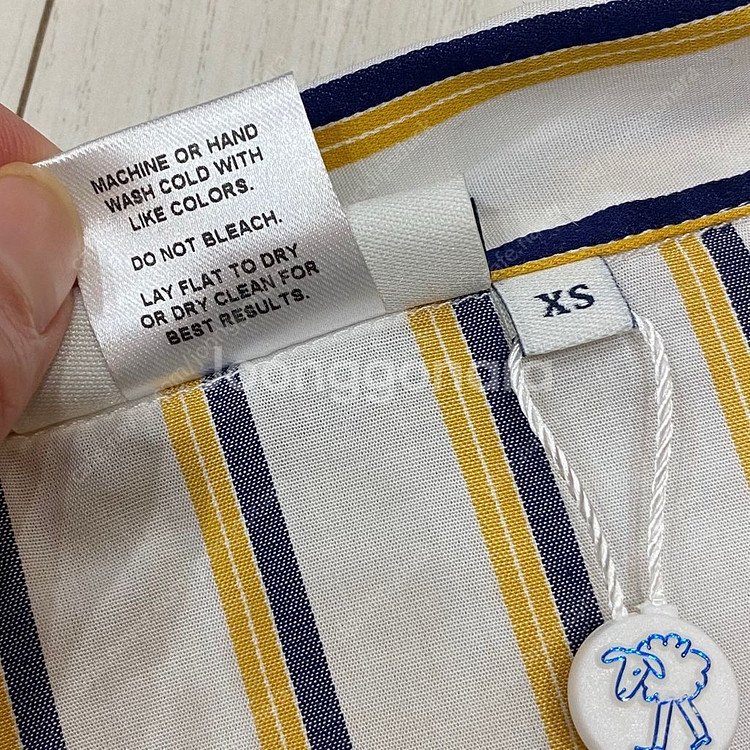 MACHINE OR HAND
WASH COLD WITH
LIKE COLORS.
DO NOT BLEACH.
LAY FLAT TO DRY
OR DRY CLEAN FOR
BEST RESULTS.
XS